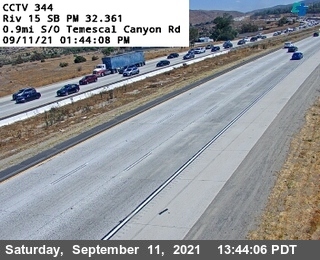 CCTV 344
Riv 15 SB PM 32.361
0.9mi S/O Temescal Canyon Rd
09/11/21 01:44:08 PM
Saturday, September 11, 2021 13:44:06 PDT